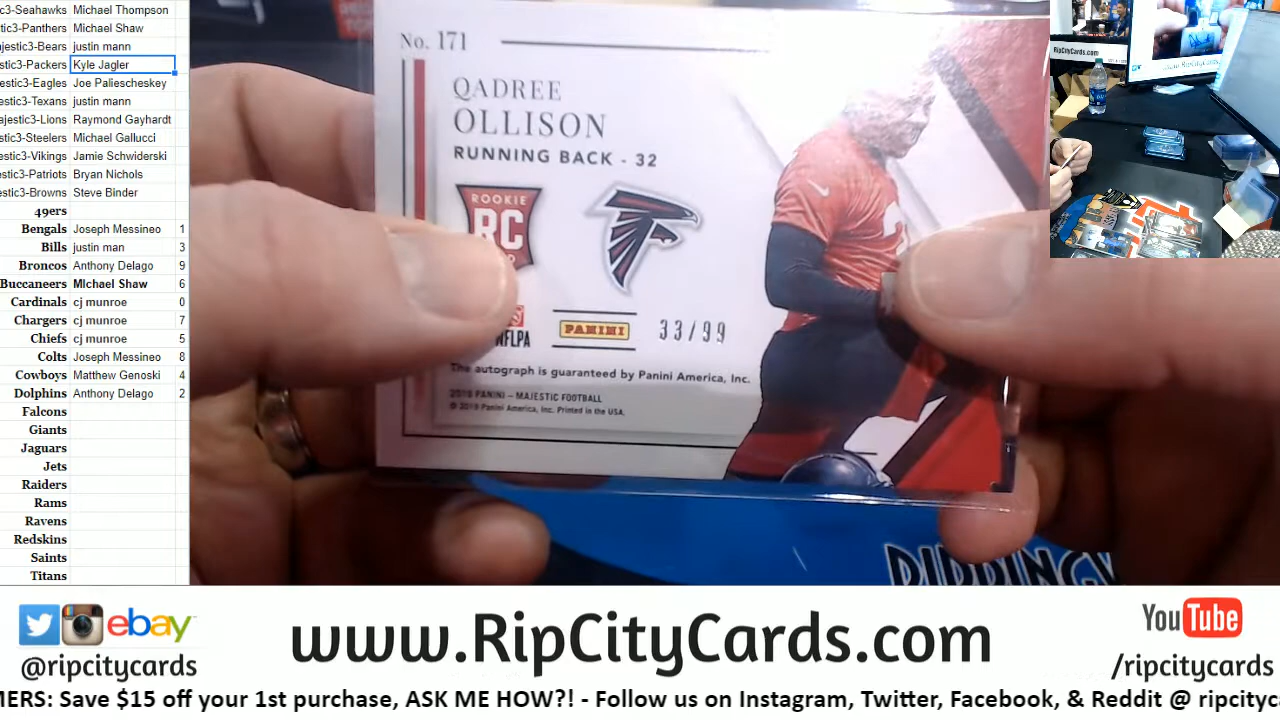 c3-Seahawks Michael Thompson
stic3-Panthers Michael Shaw
ajestic3-Bears justin mann
estic3-Packers Kyle Jagler
estic3-Eagles Joe Paliescheskey
estic3-Texans justin mann
ajestic3-Lions Raymond Gayhardt
stic3-Steelers Michael Gallucci
estic3-Vikings Jamie Schwiderski
estic3-Patriots Bryan Nichols
estic3-Browns Steve Binder
49ers
Bengals Joseph Messineo 1
Bills justin man 3
Broncos Anthony Delago 9
Buccaneers MIchael Shaw 6
Cardinals cj munroe 0
Chargers cj munroe 7
Chiefs cj munroe 5
Colts Joseph Messineo 8
Cowboys Matthew Genoski 4
Dolphins Anthony Delago 2
Falcons
Giants
Jaguars
Jets
Raiders
Rams
Ravens
Redskins
Saints
Titans
No. 171
QADREE
OLLISON
RUNNING BACK - 32
ROOKIE
RC
NFLPA
PANINI
33/99
The autograph is guaranteed by Panini America, Inc.
2019 PANINI – MAJESTIC FOOTBALL
© 2019 Panini America, Inc. Printed in the USA.
RipCityCards.com
ebay
@ripcitycards
www.RipCityCards.com
YouTube
/ripcitycards
MERS: Save $15 off your 1st purchase, ASK ME HOW?! - Follow us on Instagram, Twitter, Facebook, & Reddit @ ripcityc